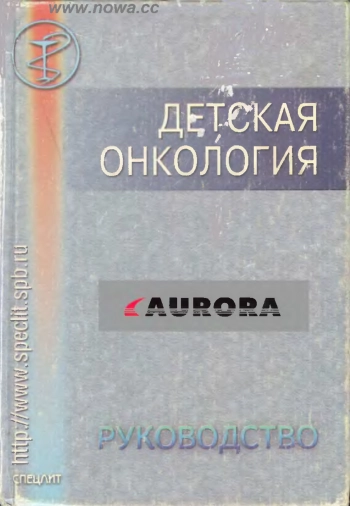 www.nowa.cc
ДЕТСКАЯ
ОНКОЛОГИЯ
AURORA
http://www.speclit.spb.ru
РУКОВОДСТВО
СПЕЦЛИТ